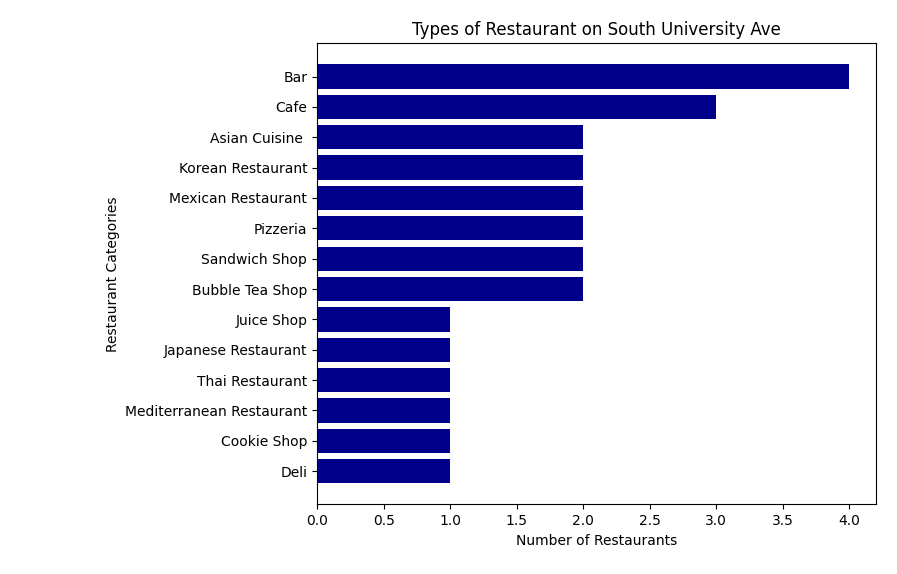 Types of Restaurant on South University Ave
Restaurant Categories
Bar
Cafe
Asian Cuisine
Korean Restaurant
Mexican Restaurant
Pizzeria
Sandwich Shop
Bubble Tea Shop
Juice Shop
Japanese Restaurant
Thai Restaurant
Mediterranean Restaurant
Cookie Shop
Deli
0.0 0.5 1.0 1.5 2.0 2.5 3.0 3.5 4.0
Number of Restaurants